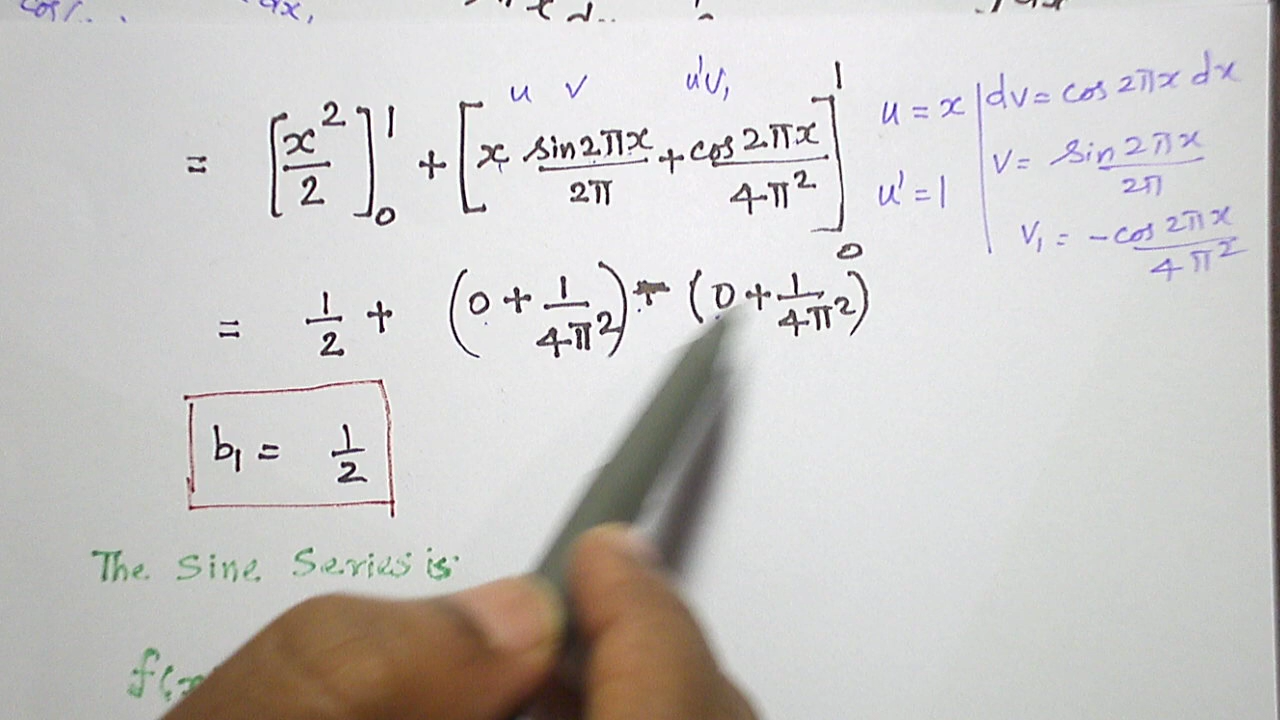 u v u'v₁
= [x²/2]₀¹ + [x sin2πx/2π + cos2πx/4π²]₀¹
u = x | dv = cos 2πx dx
v = sin 2πx/2π
u' = 1
v₁ = -cos 2πx/4π²
= 1/2 + (0 + 1/4π²) - (0 + 1/4π²)
b₁ = 1/2
The Sine Series is
f(x